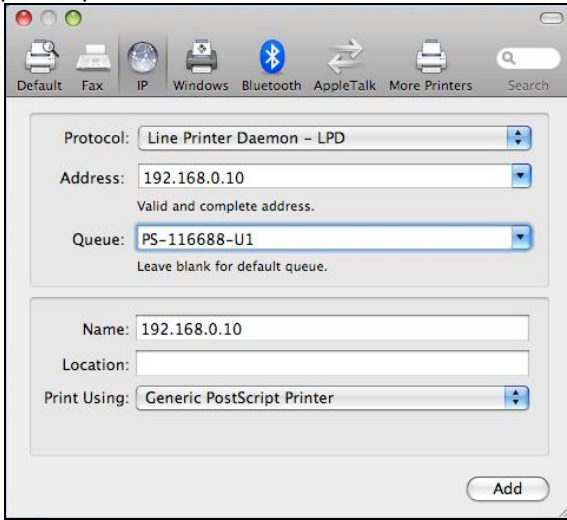 Default Fax IP Windows Bluetooth AppleTalk More Printers Search
Protocol: Line Printer Daemon – LPD
Address: 192.168.0.10
Valid and complete address.
Queue: PS-116688-U1
Leave blank for default queue.
Name: 192.168.0.10
Location:
Print Using: Generic PostScript Printer
Add